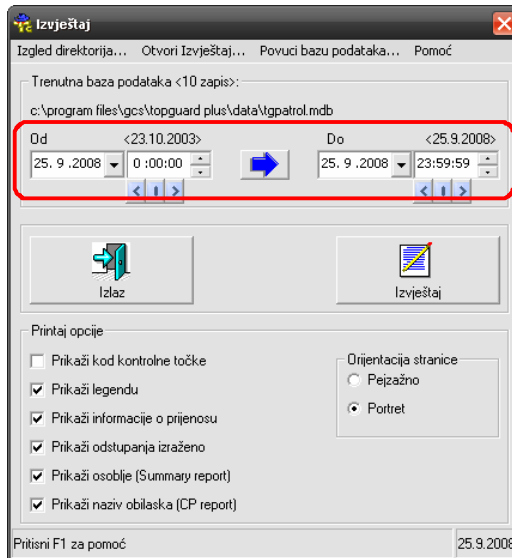 Izvještaj
Izgled direktorija... Otvori Izvještaj... Povuci bazu podataka... Pomoć
Trenutna baza podataka <10 zapis>:
c:\program files\gcs\topguard plus\data\tgpatrol.mdb
Od <23.10.2003> Do <25.9.2008>
25. 9 .2008 0 :00:00 25. 9 .2008 23:59:59
Izlaz Izvještaj
Printaj opcije
Prikaži kod kontrolne točke
Prikaži legendu
Prikaži informacije o prijenosu
Prikaži odstupanja izraženo
Prikaži osoblje (Summary report)
Prikaži naziv obilaska (CP report)
Orijentacija stranice
Pejzažno
Portret
Pritisni F1 za pomoć 25.9.2008